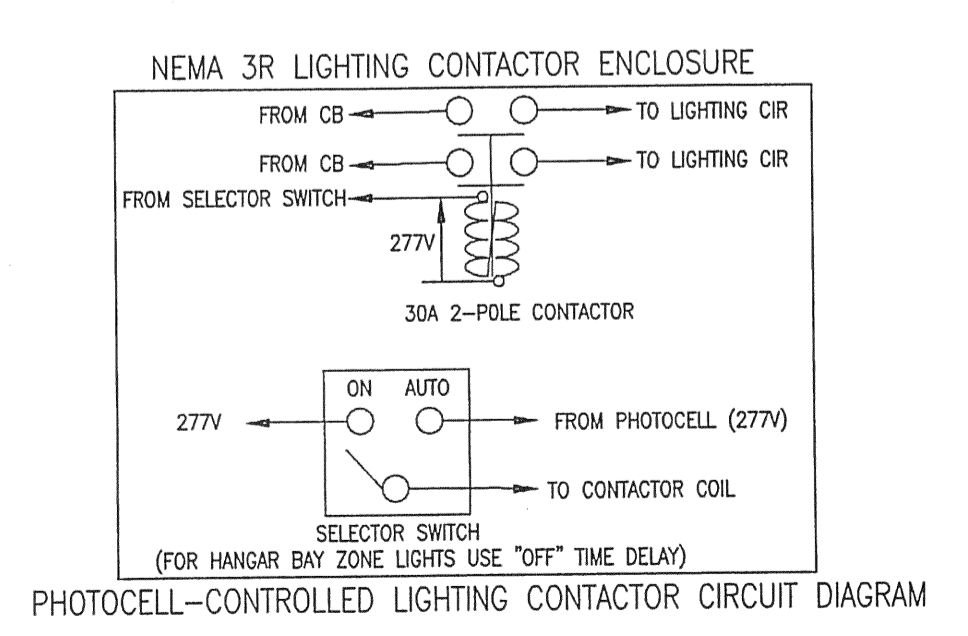 NEMA 3R LIGHTING CONTACTOR ENCLOSURE
FROM CB TO LIGHTING CIR
FROM CB TO LIGHTING CIR
FROM SELECTOR SWITCH
277V
30A 2-POLE CONTACTOR
ON AUTO
277V FROM PHOTOCELL (277V)
TO CONTACTOR COIL
SELECTOR SWITCH
(FOR HANGAR BAY ZONE LIGHTS USE "OFF" TIME DELAY)
PHOTOCELL-CONTROLLED LIGHTING CONTACTOR CIRCUIT DIAGRAM